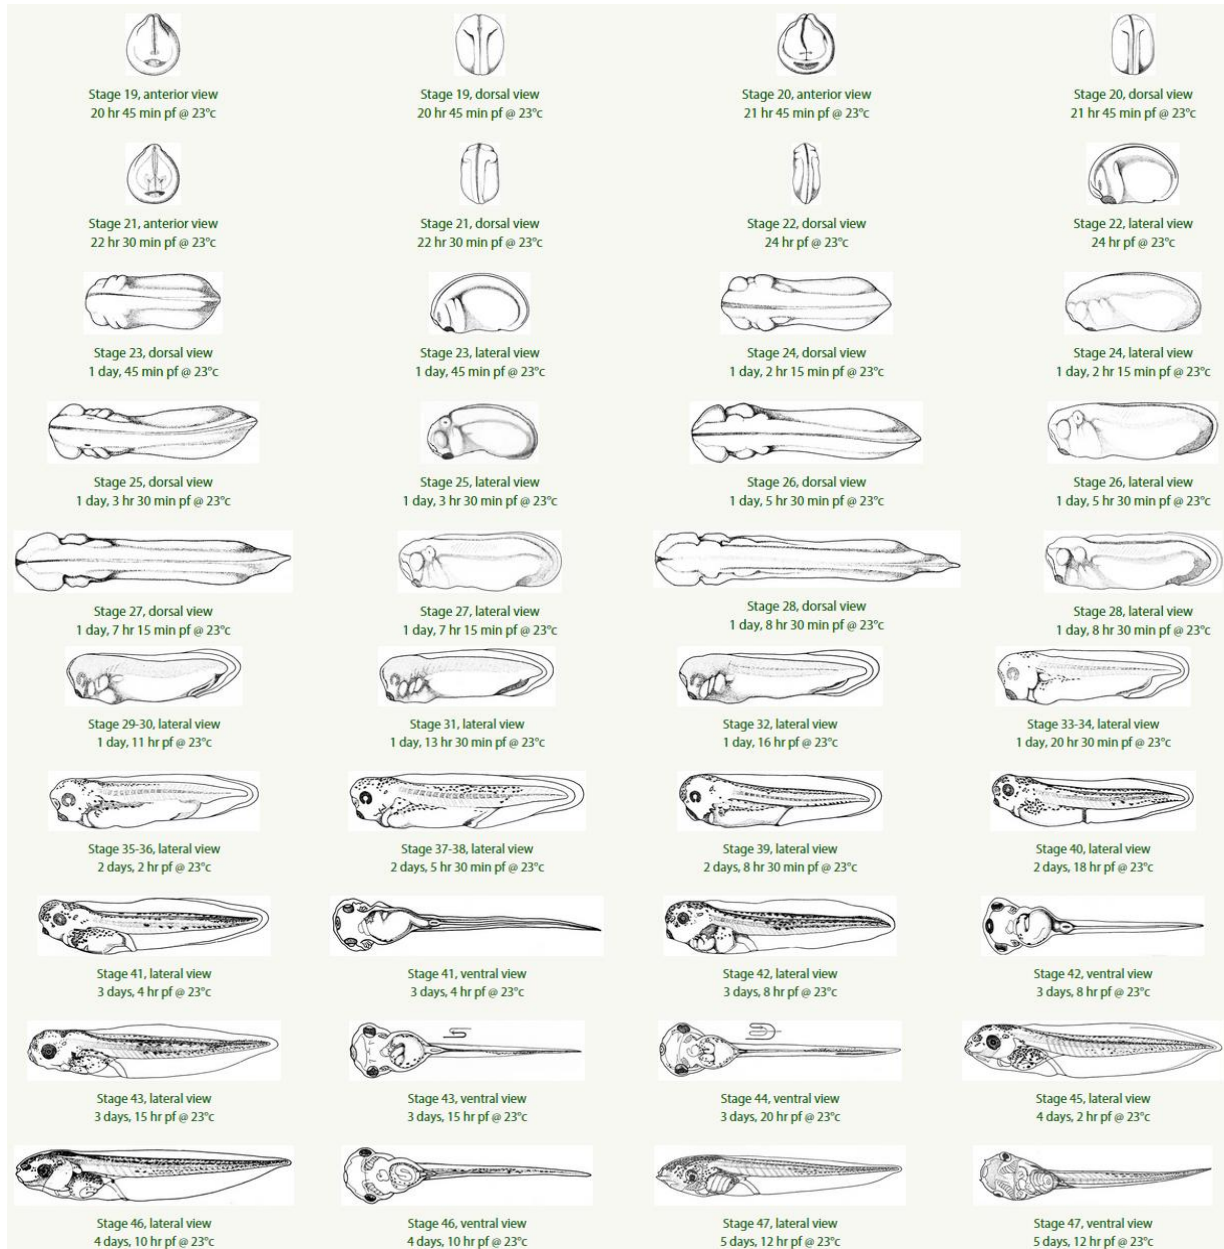 Stage 19, anterior view
20 hr 45 min pf @ 23°c
Stage 19, dorsal view
20 hr 45 min pf @ 23°c
Stage 20, anterior view
21 hr 45 min pf @ 23°c
Stage 20, dorsal view
21 hr 45 min pf @ 23°c
Stage 21, anterior view
22 hr 30 min pf @ 23°c
Stage 21, dorsal view
22 hr 30 min pf @ 23°c
Stage 22, dorsal view
24 hr pf @ 23°c
Stage 22, lateral view
24 hr pf @ 23°c
Stage 23, dorsal view
1 day, 45 min pf @ 23°c
Stage 23, lateral view
1 day, 45 min pf @ 23°c
Stage 24, dorsal view
1 day, 2 hr 15 min pf @ 23°c
Stage 24, lateral view
1 day, 2 hr 15 min pf @ 23°c
Stage 25, dorsal view
1 day, 3 hr 30 min pf @ 23°c
Stage 25, lateral view
1 day, 3 hr 30 min pf @ 23°c
Stage 26, dorsal view
1 day, 5 hr 30 min pf @ 23°c
Stage 26, lateral view
1 day, 5 hr 30 min pf @ 23°c
Stage 27, dorsal view
1 day, 7 hr 15 min pf @ 23°c
Stage 27, lateral view
1 day, 7 hr 15 min pf @ 23°c
Stage 28, dorsal view
1 day, 8 hr 30 min pf @ 23°c
Stage 28, lateral view
1 day, 8 hr 30 min pf @ 23°c
Stage 29-30, lateral view
1 day, 11 hr pf @ 23°c
Stage 31, lateral view
1 day, 13 hr 30 min pf @ 23°c
Stage 32, lateral view
1 day, 16 hr pf @ 23°c
Stage 33-34, lateral view
1 day, 20 hr 30 min pf @ 23°c
Stage 35-36, lateral view
2 days, 2 hr pf @ 23°c
Stage 37-38, lateral view
2 days, 5 hr 30 min pf @ 23°c
Stage 39, lateral view
2 days, 8 hr 30 min pf @ 23°c
Stage 40, lateral view
2 days, 18 hr pf @ 23°c
Stage 41, lateral view
3 days, 4 hr pf @ 23°c
Stage 41, ventral view
3 days, 4 hr pf @ 23°c
Stage 42, lateral view
3 days, 8 hr pf @ 23°c
Stage 42, ventral view
3 days, 8 hr pf @ 23°c
Stage 43, lateral view
3 days, 15 hr pf @ 23°c
Stage 43, ventral view
3 days, 15 hr pf @ 23°c
Stage 44, ventral view
3 days, 20 hr pf @ 23°c
Stage 45, lateral view
4 days, 2 hr pf @ 23°c
Stage 46, lateral view
4 days, 10 hr pf @ 23°c
Stage 46, ventral view
4 days, 10 hr pf @ 23°c
Stage 47, lateral view
5 days, 12 hr pf @ 23°c
Stage 47, ventral view
5 days, 12 hr pf @ 23°c